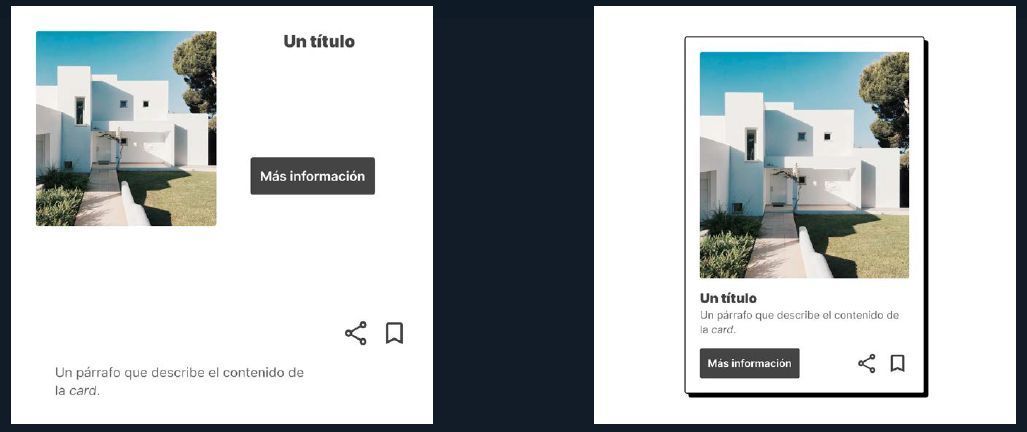 Un título
Más información
Un párrafo que describe el contenido de
la card.
Un título
Un párrafo que describe el contenido de
la card.
Más información